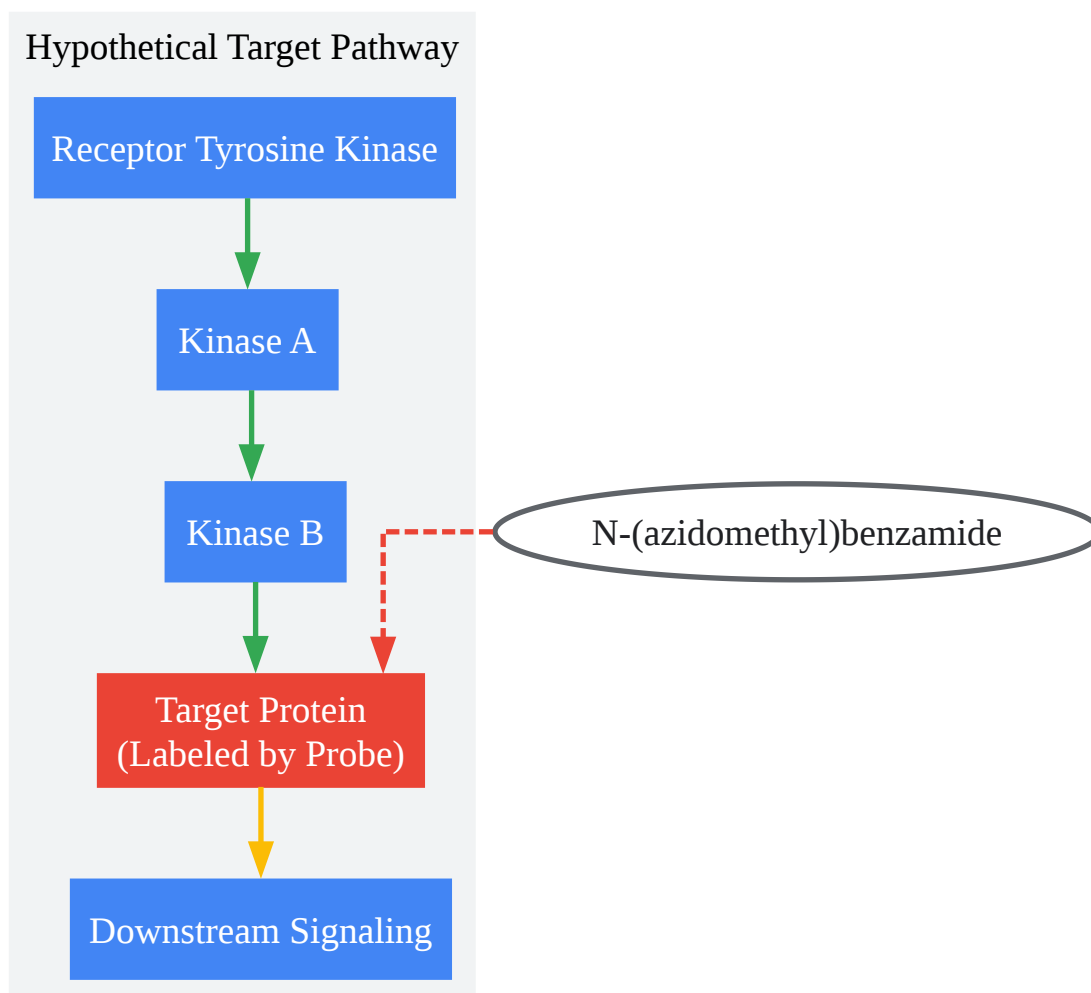 Hypothetical Target Pathway
Receptor Tyrosine Kinase
Kinase A
Kinase B
N-(azidomethyl)benzamide
Target Protein
(Labeled by Probe)
Downstream Signaling